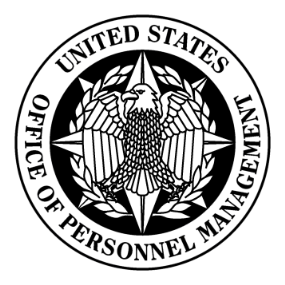 UNITED STATES
OFFICE OF PERSONNEL MANAGEMENT